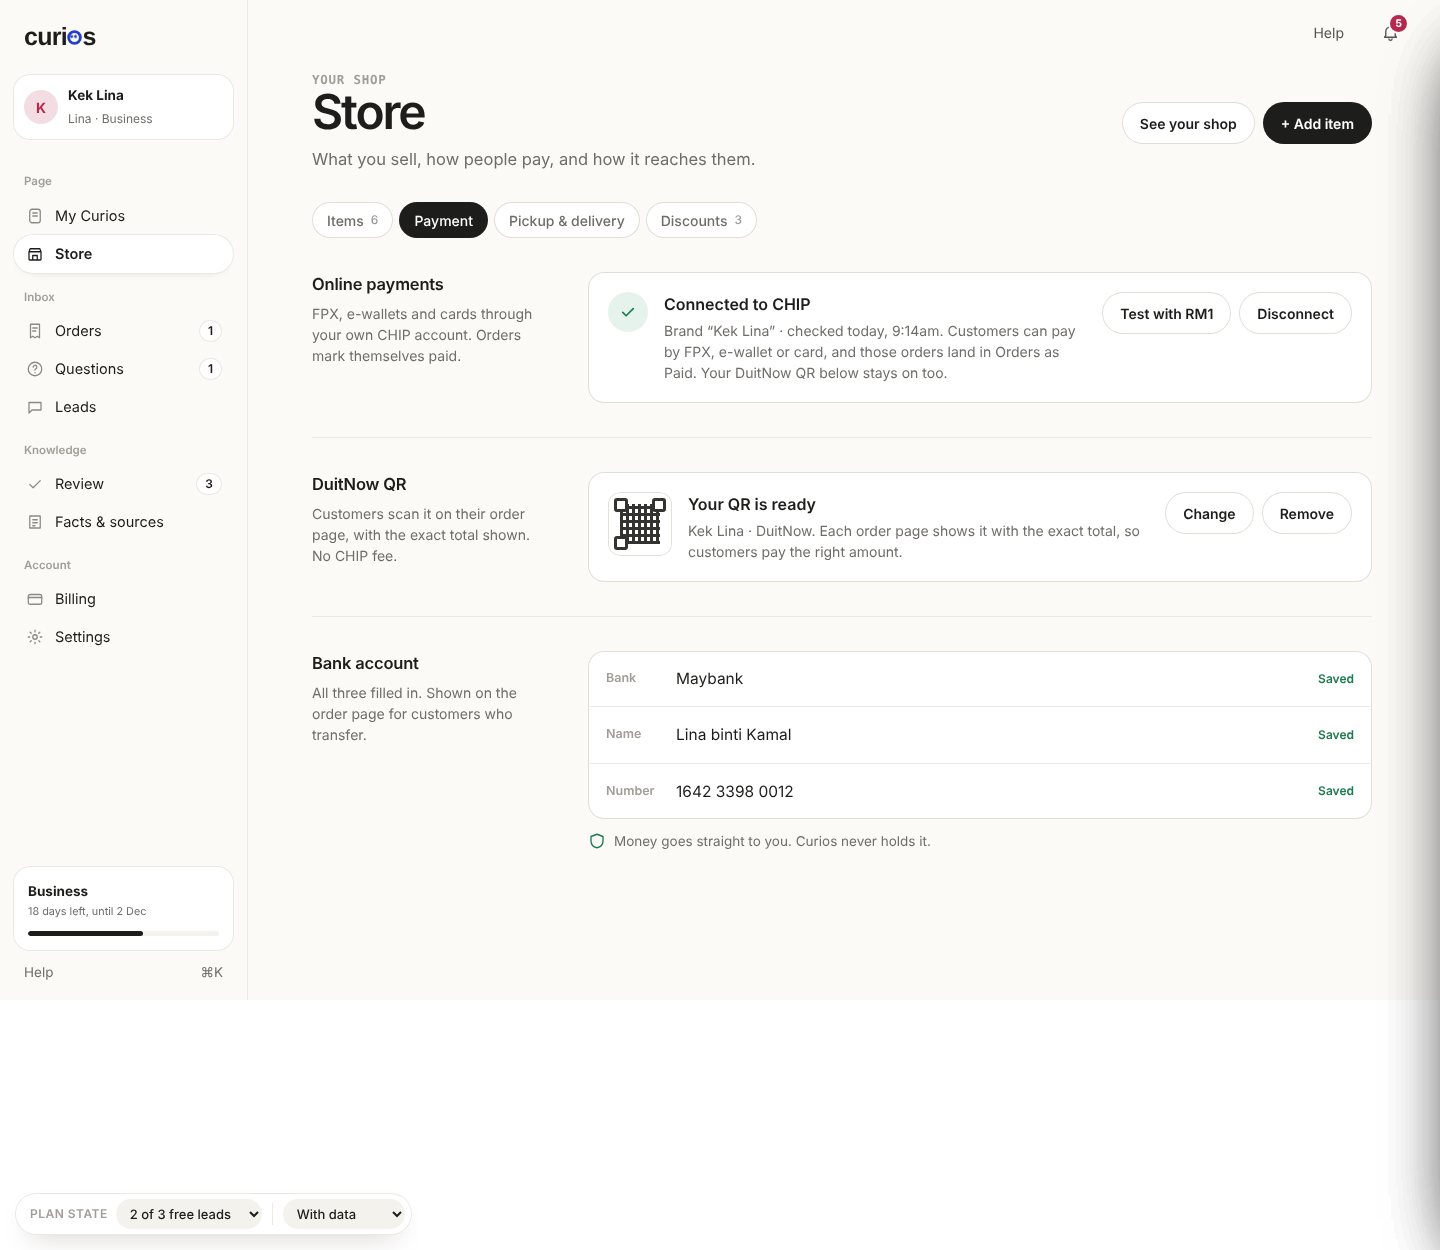 curios
Help
5
K
Kek Lina
Lina · Business
Page
My Curios
Store
Inbox
Orders 1
Questions 1
Leads
Knowledge
Review 3
Facts & sources
Account
Billing
Settings
Business
18 days left, until 2 Dec
Help ⌘K
YOUR SHOP
Store
What you sell, how people pay, and how it reaches them.
See your shop
+ Add item
Items 6
Payment
Pickup & delivery
Discounts 3
Online payments
FPX, e-wallets and cards through
your own CHIP account. Orders
mark themselves paid.
Connected to CHIP
Brand “Kek Lina” · checked today, 9:14am. Customers can pay
by FPX, e-wallet or card, and those orders land in Orders as
Paid. Your DuitNow QR below stays on too.
Test with RM1
Disconnect
DuitNow QR
Customers scan it on their order
page, with the exact total shown.
No CHIP fee.
Your QR is ready
Kek Lina · DuitNow. Each order page shows it with the exact total, so
customers pay the right amount.
Change
Remove
Bank account
All three filled in. Shown on the
order page for customers who
transfer.
Bank Maybank Saved
Name Lina binti Kamal Saved
Number 1642 3398 0012 Saved
Money goes straight to you. Curios never holds it.
PLAN STATE 2 of 3 free leads With data